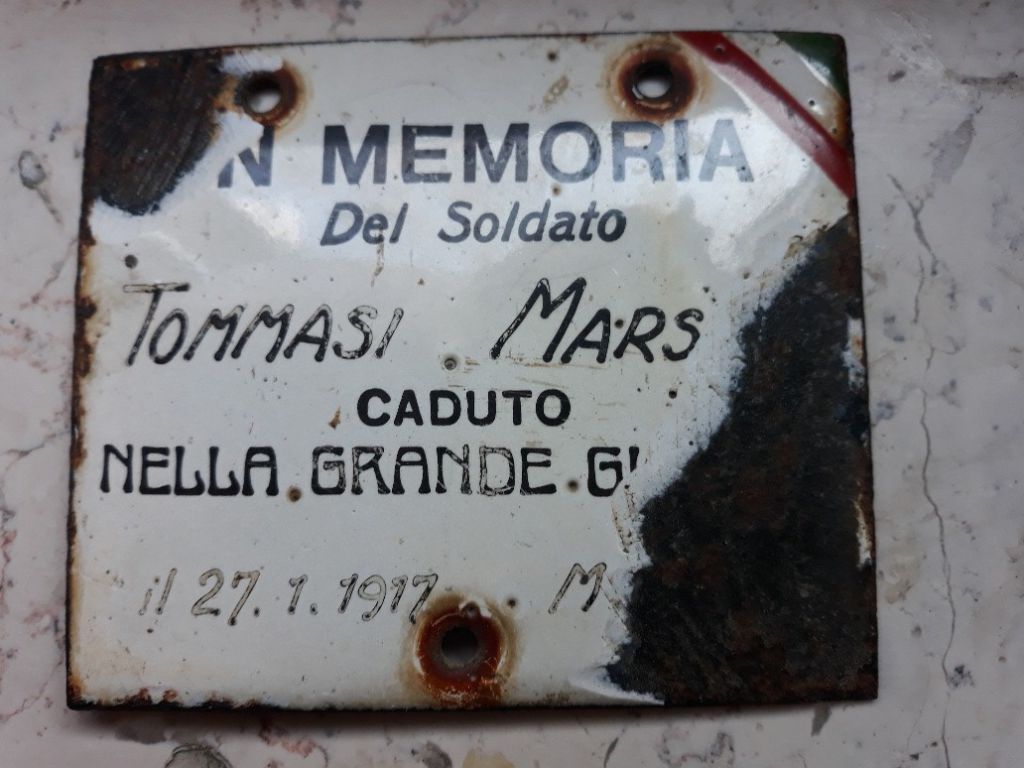 N MEMORIA
Del Soldato
TOMMASI MARS
CADUTO
NELLA GRANDE G
il 27.1.1917 M